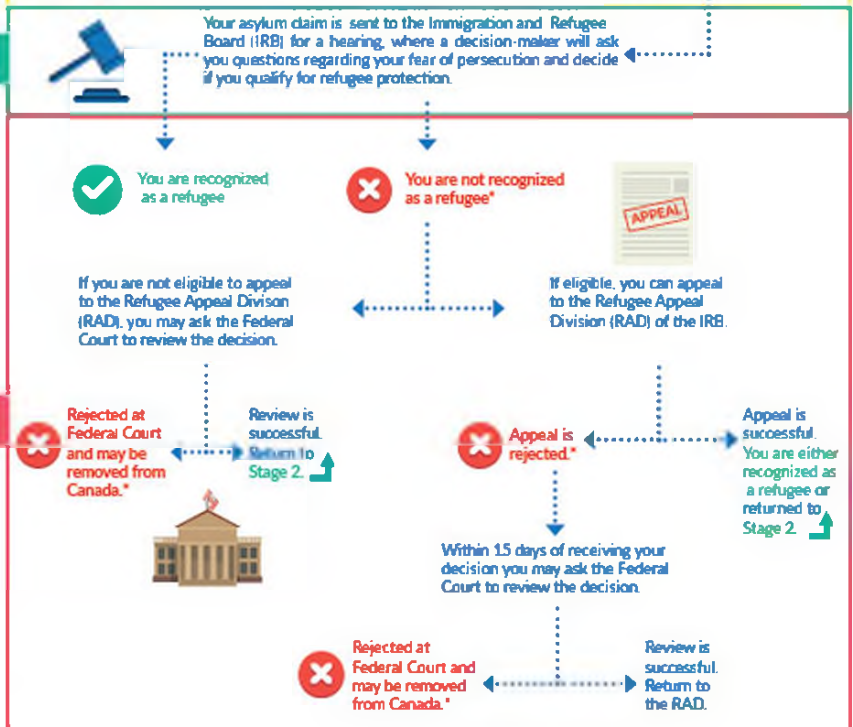 Your asylum claim is sent to the Immigration and Refugee
Board (IRB) for a hearing, where a decision-maker will ask
you questions regarding your fear of persecution and decide
if you qualify for refugee protection.
You are recognized
as a refugee
You are not recognized
as a refugee*
APPEAL
If you are not eligible to appeal
to the Refugee Appeal Divison
(RAD), you may ask the Federal
Court to review the decision.
If eligible, you can appeal
to the Refugee Appeal
Division (RAD) of the IRB.
Rejected at
Federal Court
and may be
removed from
Canada.*
Review is
successful.
Return to
Stage 2.
Appeal is
rejected.*
Appeal is
successful.
You are either
recognized as
a refugee or
returned to
Stage 2.
Within 15 days of receiving your
decision you may ask the Federal
Court to review the decision.
Rejected at
Federal Court and
may be removed
from Canada.*
Review is
successful.
Return to
the RAD.